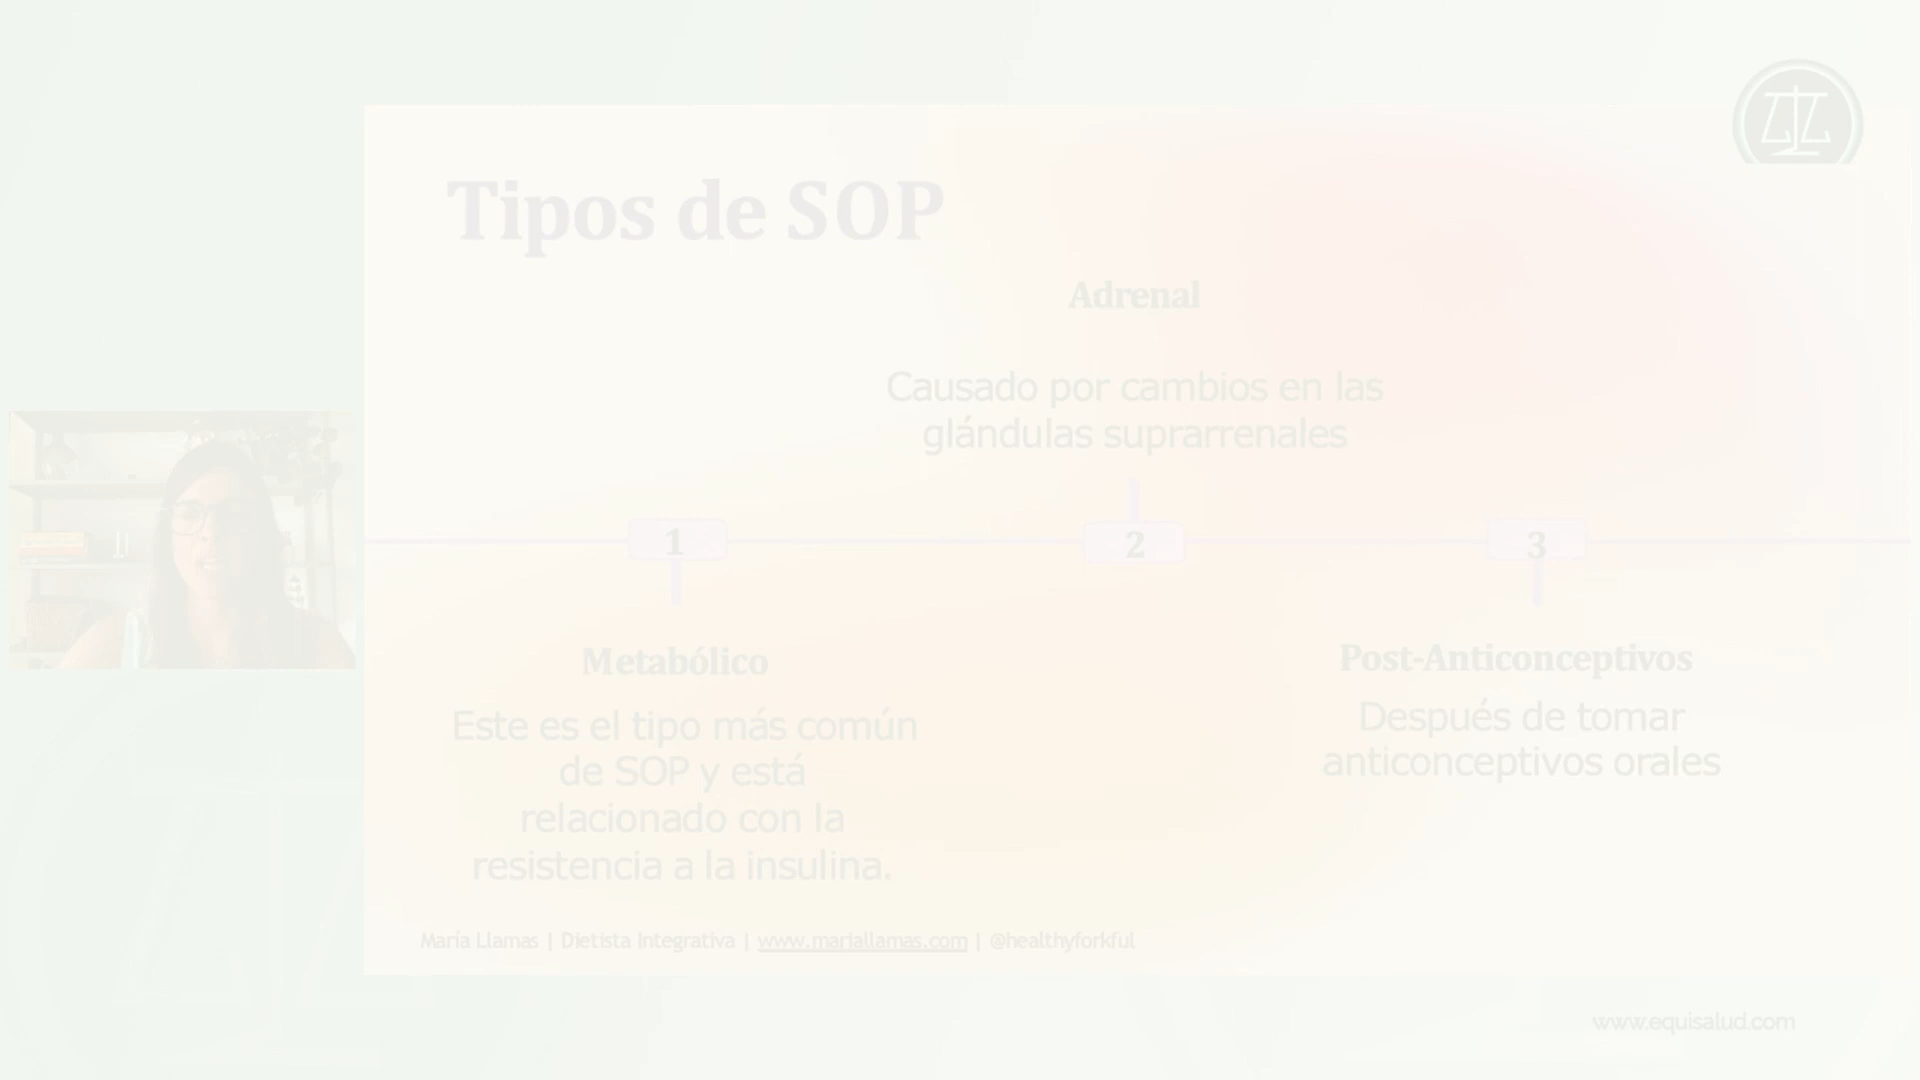 Tipos de SOP
Adrenal
Causado por cambios en las
glándulas suprarrenales
1
2
3
Metabólico
Este es el tipo más común
de SOP y está
relacionado con la
resistencia a la insulina.
Post-Anticonceptivos
Después de tomar
anticonceptivos orales
María Llamas | Dietista Integrativa | www.mariallamas.com | @healthyforkful
www.equisalud.com